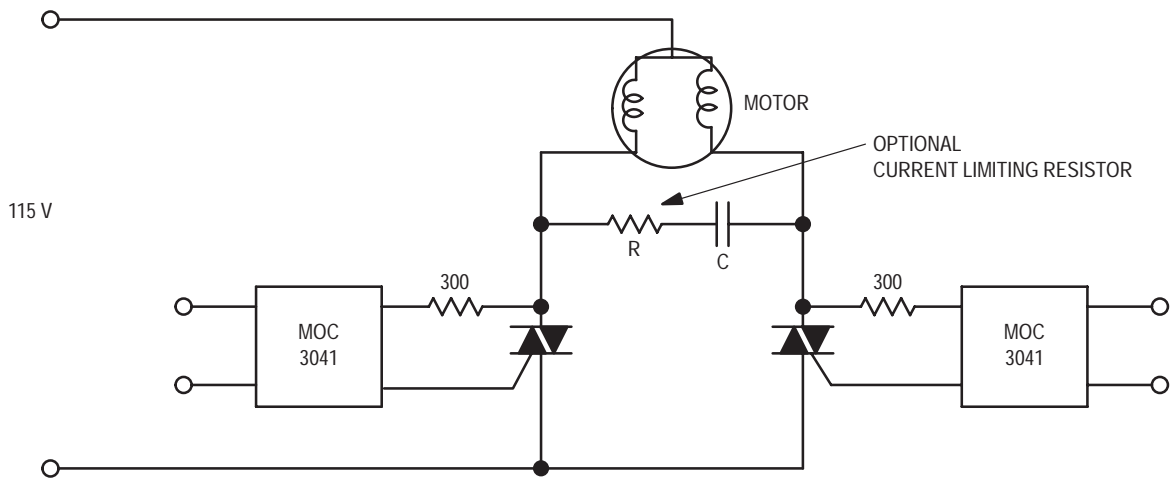 MOTOR
OPTIONAL
CURRENT LIMITING RESISTOR
115 V
R
C
300
300
MOC
3041
MOC
3041